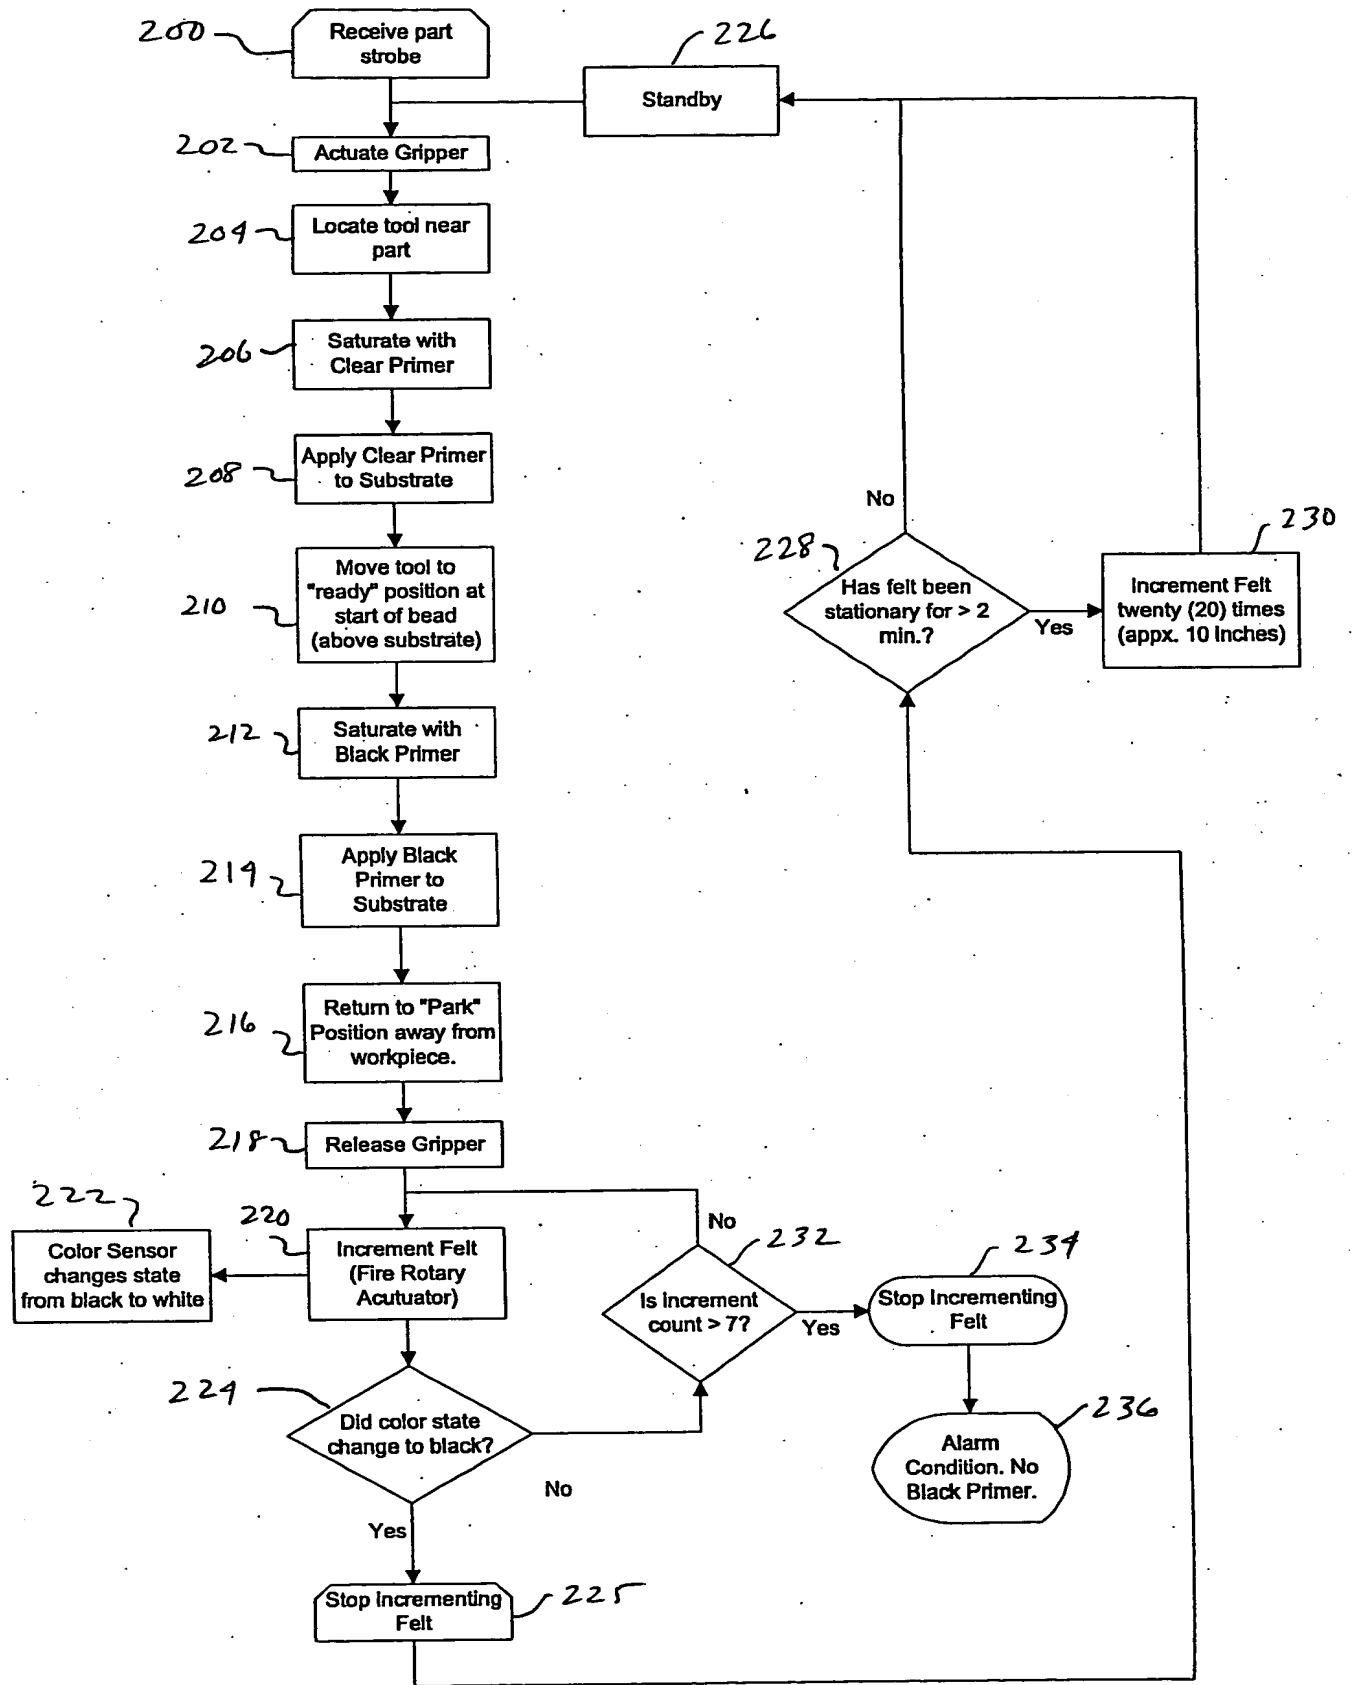 200
Receive part
strobe
226
Standby
202
Actuate Gripper
204
Locate tool near
part
206
Saturate with
Clear Primer
208
Apply Clear Primer
to Substrate
210
Move tool to
"ready" position at
start of bead
(above substrate)
212
Saturate with
Black Primer
214
Apply Black
Primer to
Substrate
216
Return to "Park"
Position away from
workpiece.
218
Release Gripper
220
Increment Felt
(Fire Rotary
Acutuator)
222
Color Sensor
changes state
from black to white
224
Did color state
change to black?
No
Yes
225
Stop Incrementing
Felt
228
Has felt been
stationary for > 2
min.?
No
Yes
230
Increment Felt
twenty (20) times
(appx. 10 Inches)
232
Is increment
count > 7?
No
Yes
234
Stop Incrementing
Felt
236
Alarm
Condition. No
Black Primer.